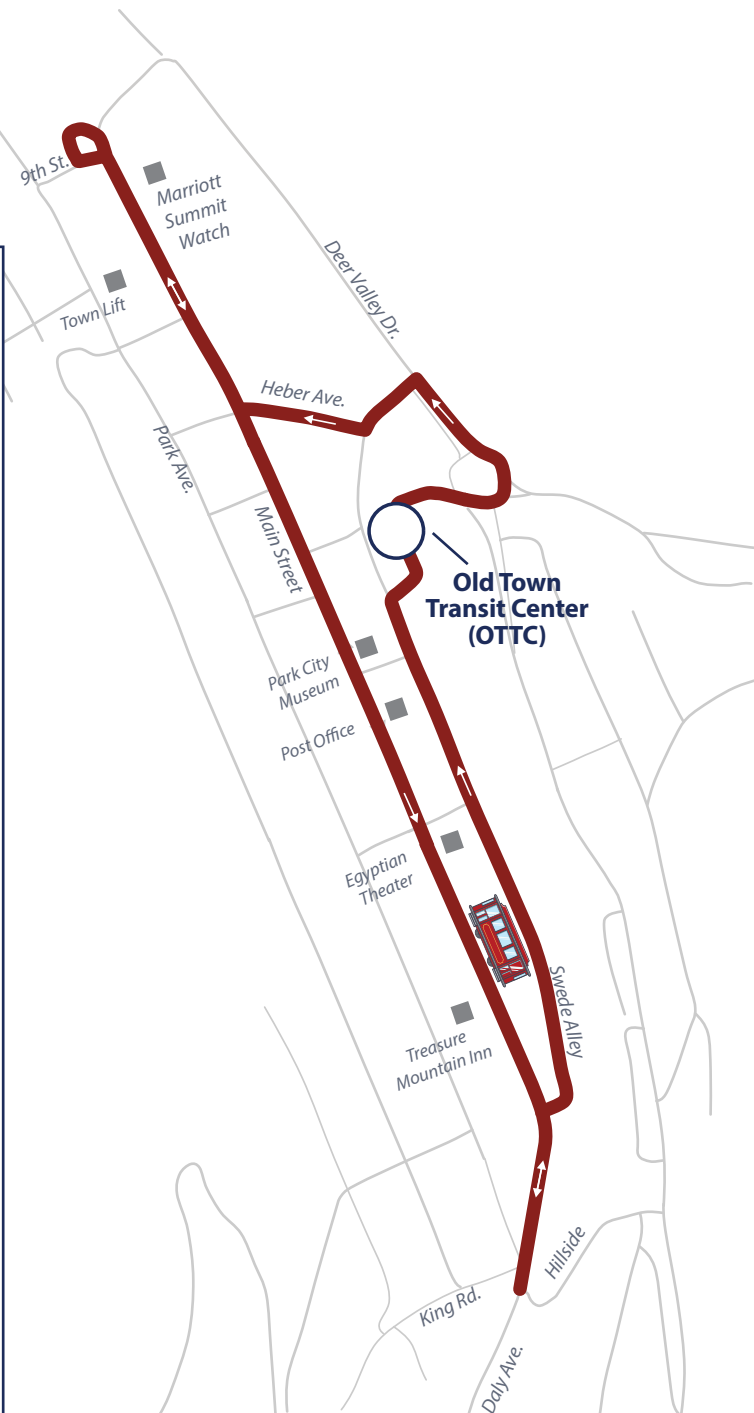 9th St.
Marriott
Summit
Watch
Deer Valley Dr.
Town Lift
Heber Ave.
Park Ave.
Main Street
Old Town
Transit Center
(OTTC)
Park City
Museum
Post Office
Egyptian
Theater
Swede Alley
Treasure
Mountain Inn
Hillside
King Rd.
Daly Ave.